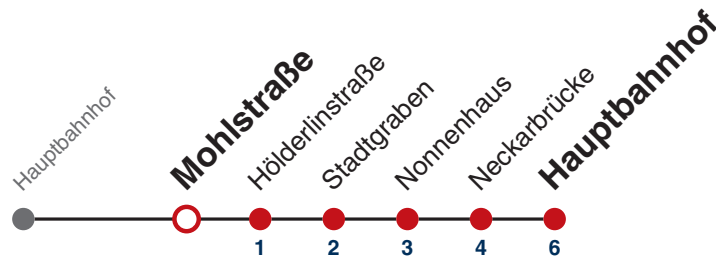 Hauptbahnhof
Mohlstraße
Hölderlinstraße
Stadtgraben
Nonnenhaus
Neckarbrücke
Hauptbahnhof
1 2 3 4 6